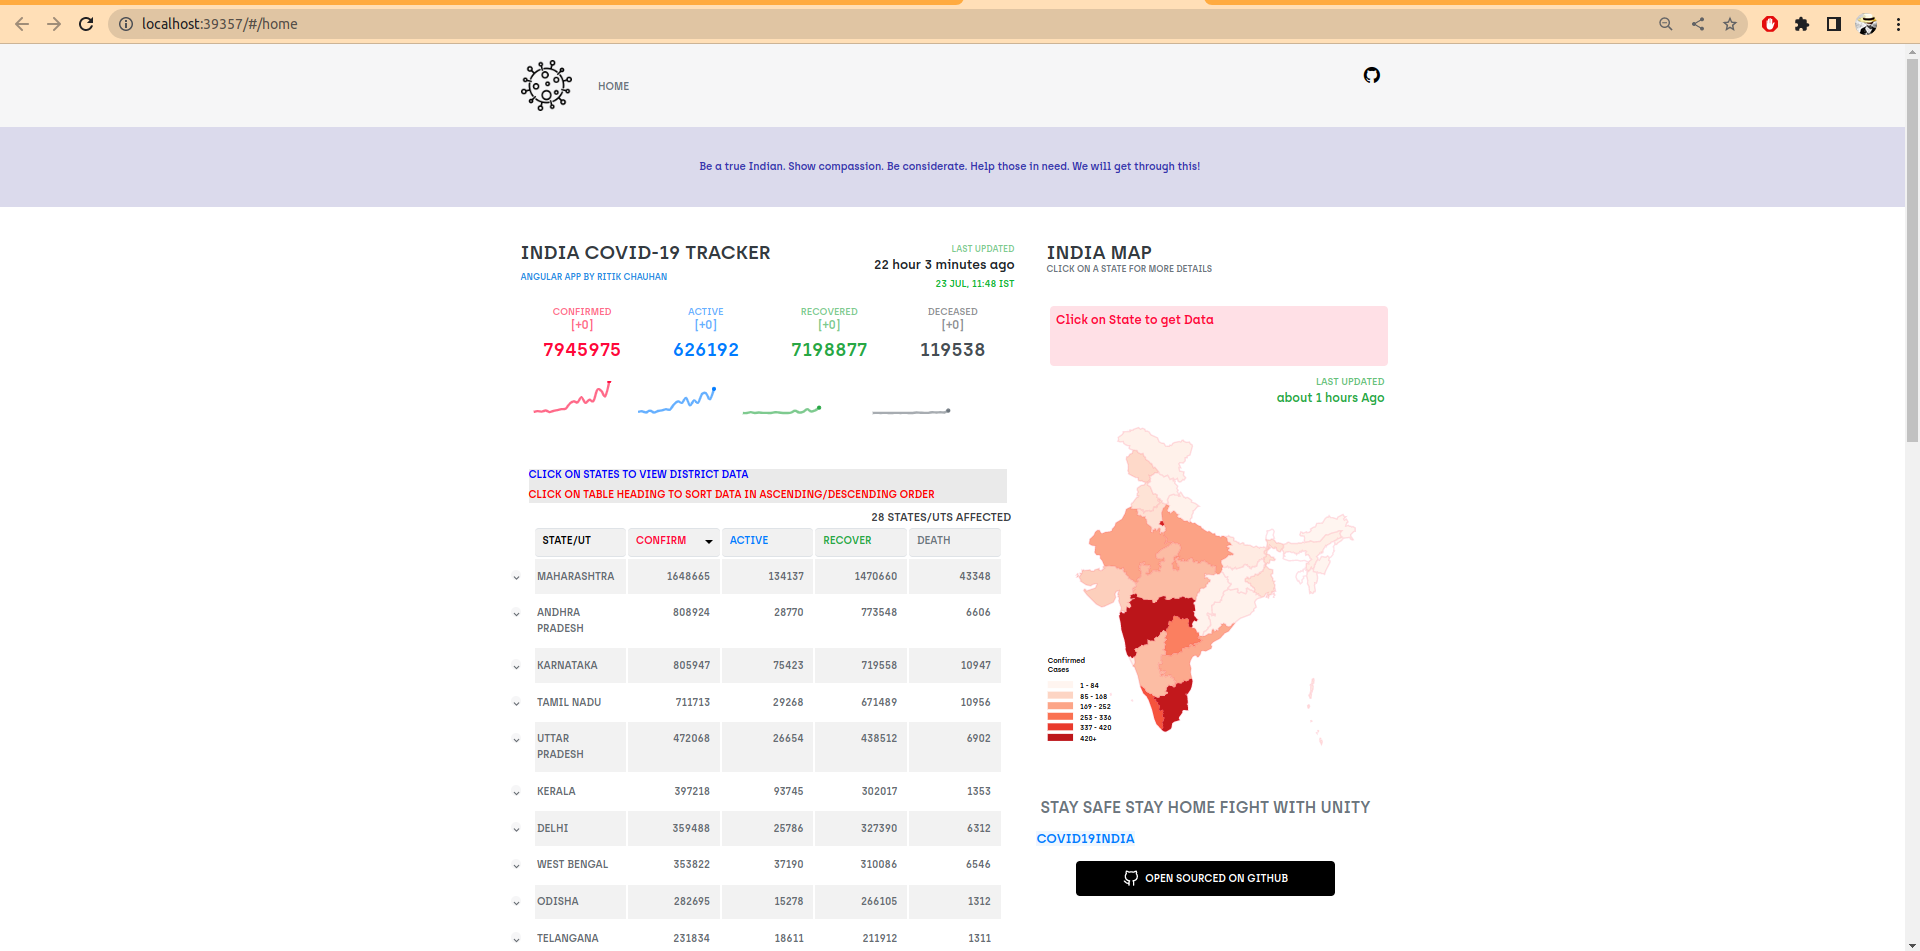 localhost:39357/#/home
HOME
Be a true Indian. Show compassion. Be considerate. Help those in need. We will get through this!
INDIA COVID-19 TRACKER
ANGULAR APP BY RITIK CHAUHAN
LAST UPDATED
22 hour 3 minutes ago
23 JUL, 11:48 IST
CONFIRMED ACTIVE RECOVERED DECEASED
[+0] [+0] [+0] [+0]
7945975 626192 7198877 119538
CLICK ON STATES TO VIEW DISTRICT DATA
CLICK ON TABLE HEADING TO SORT DATA IN ASCENDING/DESCENDING ORDER
28 STATES/UTS AFFECTED
STATE/UT CONFIRM ACTIVE RECOVER DEATH
MAHARASHTRA 1648665 134137 1470660 43348
ANDHRA PRADESH 808924 28770 773548 6606
KARNATAKA 805947 75423 719558 10947
TAMIL NADU 711713 29268 671489 10956
UTTAR PRADESH 472068 26654 438512 6902
KERALA 397218 93745 302017 1353
DELHI 359488 25786 327390 6312
WEST BENGAL 353822 37190 310086 6546
ODISHA 282695 15278 266105 1312
TELANGANA 231834 18611 211912 1311
INDIA MAP
CLICK ON A STATE FOR MORE DETAILS
Click on State to get Data
LAST UPDATED
about 1 hours Ago
Confirmed
Cases
1 - 84
85 - 168
169 - 252
253 - 336
337 - 420
420+
STAY SAFE STAY HOME FIGHT WITH UNITY
COVID19INDIA
OPEN SOURCED ON GITHUB